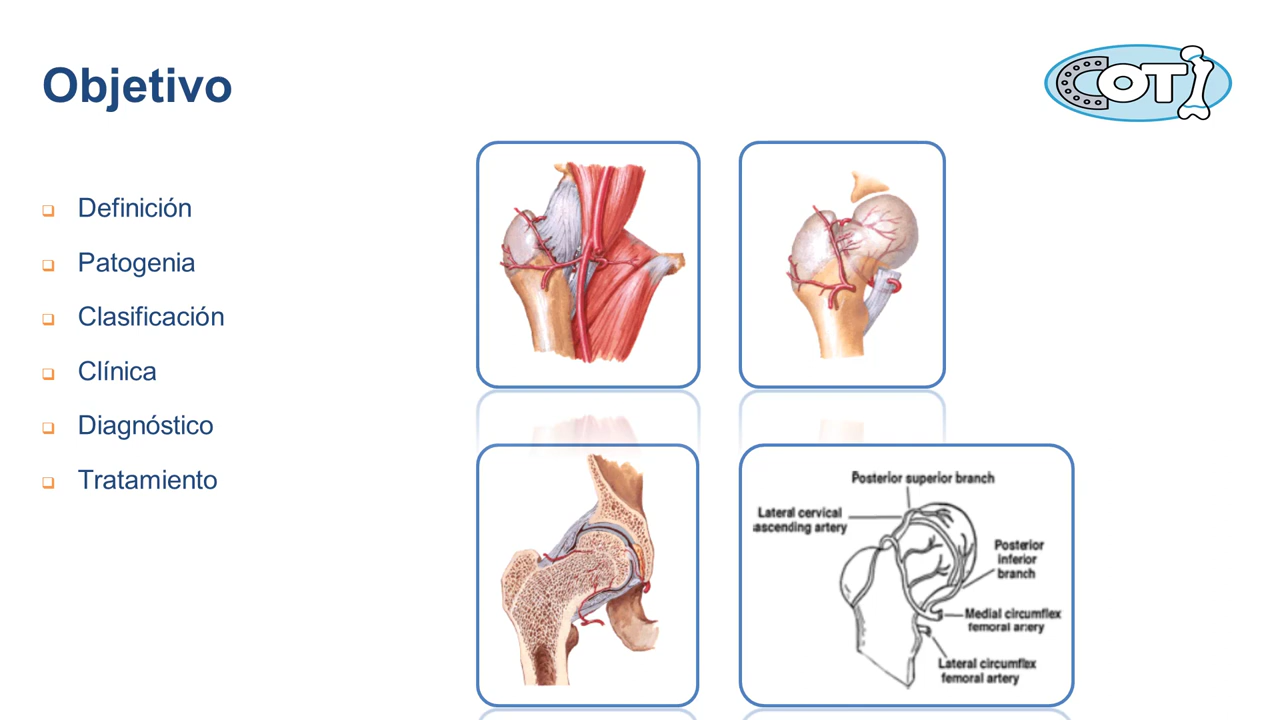 Objetivo
COTI
Definición
Patogenia
Clasificación
Clínica
Diagnóstico
Tratamiento
Posterior superior branch
Lateral cervical
ascending artery
Posterior
inferior
branch
Medial circumflex
femoral artery
Lateral circumflex
femoral artery